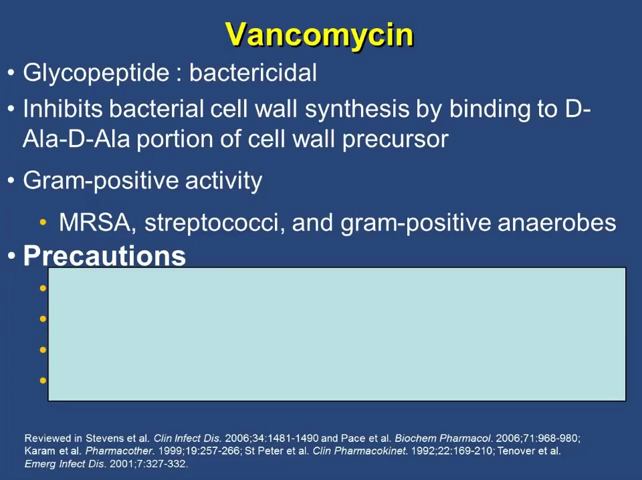 Vancomycin
• Glycopeptide : bactericidal
• Inhibits bacterial cell wall synthesis by binding to D-
Ala-D-Ala portion of cell wall precursor
• Gram-positive activity
• MRSA, streptococci, and gram-positive anaerobes
• Precautions
Reviewed in Stevens et al. Clin Infect Dis. 2006;34:1481-1490 and Pace et al. Biochem Pharmacol. 2006;71:968-980;
Karam et al. Pharmacother. 1999;19:257-266; St Peter et al. Clin Pharmacokinet. 1992;22:169-210; Tenover et al.
Emerg Infect Dis. 2001;7:327-332.